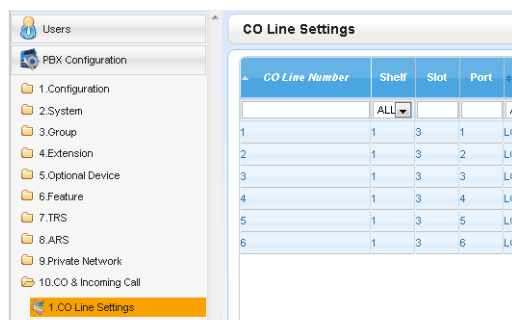 Users
PBX Configuration
1.Configuration
2.System
3.Group
4.Extension
5.Optional Device
6.Feature
7.TRS
8.ARS
9.Private Network
10.CO & Incoming Call
1.CO Line Settings
CO Line Settings
CO Line Number Shelf Slot Port
ALL
1 1 3 1
2 1 3 2
3 1 3 3
4 1 3 4
5 1 3 5
6 1 3 6